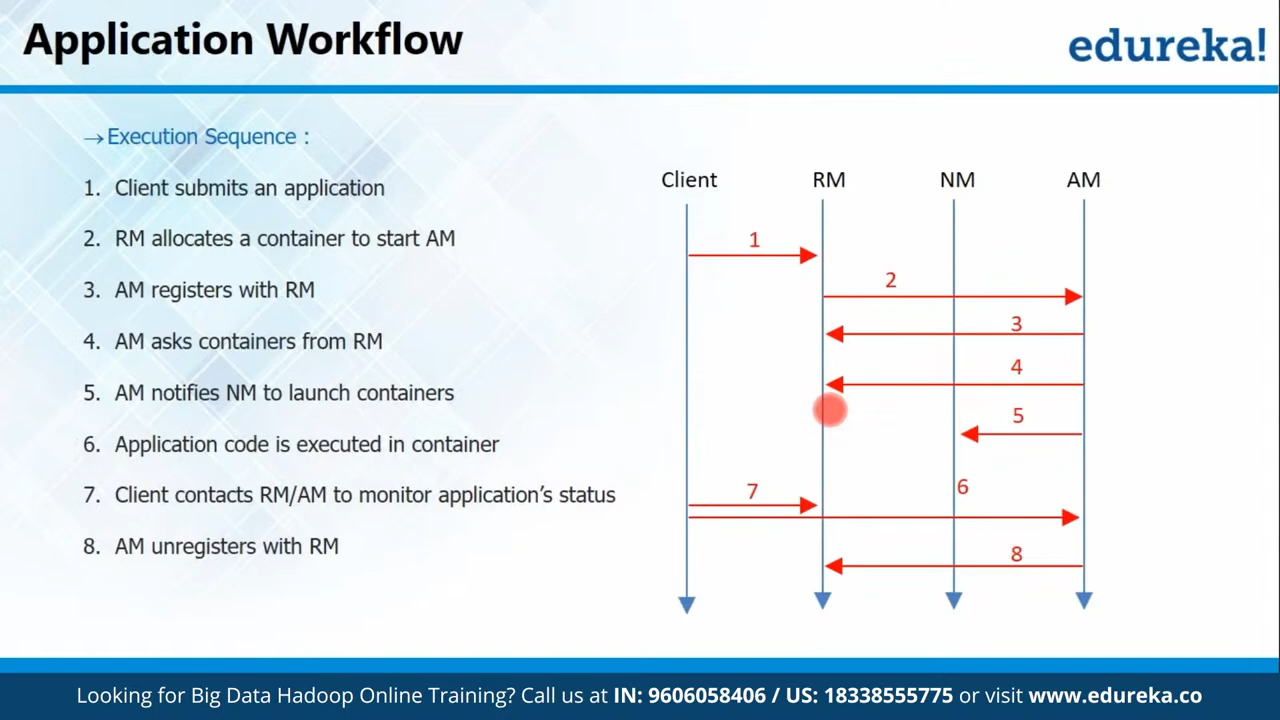 Application Workflow
edureka!
→Execution Sequence :
1. Client submits an application
2. RM allocates a container to start AM
3. AM registers with RM
4. AM asks containers from RM
5. AM notifies NM to launch containers
6. Application code is executed in container
7. Client contacts RM/AM to monitor application's status
8. AM unregisters with RM
Client RM NM AM
1
2
3
4
5
6
7
8
Looking for Big Data Hadoop Online Training? Call us at IN: 9606058406 / US: 18338555775 or visit www.edureka.co